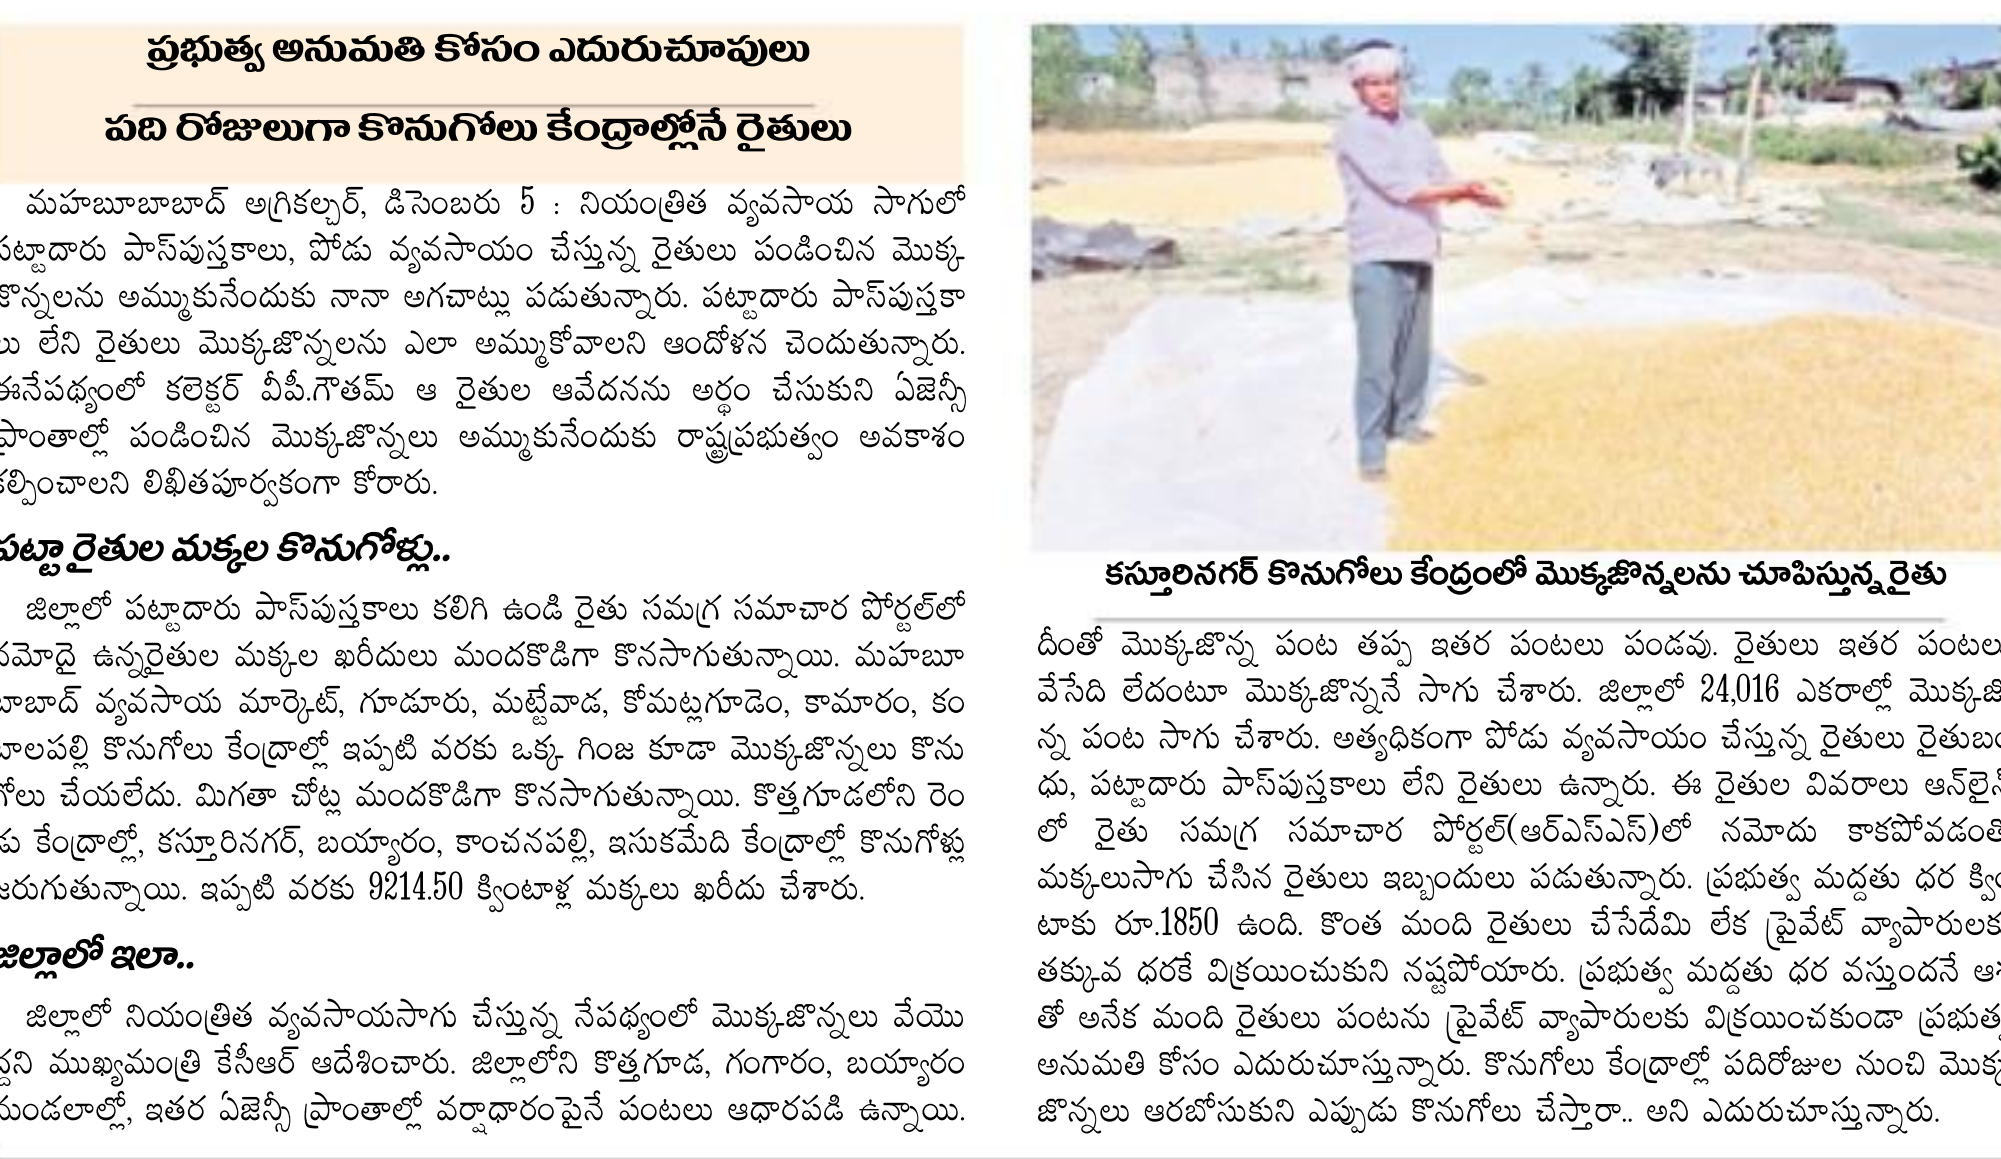 ప్రభుత్వ అనుమతి కోసం ఎదురుచూపులు
పది రోజులుగా కొనుగోలు కేంద్రాల్లోనే రైతులు
మహబూబాబాద్ అగ్రికల్చర్, డిసెంబరు 5 : నియంత్రిత వ్యవసాయ సాగులో
పట్టాదారు పాస్‌పుస్తకాలు, పోడు వ్యవసాయం చేస్తున్న రైతులు పండించిన మొక్క
జొన్నలను అమ్ముకునేందుకు నానా అగచాట్లు పడుతున్నారు. పట్టాదారు పాస్‌పుస్తకా
లు లేని రైతులు మొక్కజొన్నలను ఎలా అమ్ముకోవాలని ఆందోళన చెందుతున్నారు.
ఈనేపథ్యంలో కలెక్టర్ వీపీ.గౌతమ్ ఆ రైతుల ఆవేదనను అర్థం చేసుకుని ఏజెన్సీ
ప్రాంతాల్లో పండించిన మొక్కజొన్నలు అమ్ముకునేందుకు రాష్ట్రప్రభుత్వం అవకాశం
కల్పించాలని లిఖితపూర్వకంగా కోరారు.
పట్టా రైతుల మక్కల కొనుగోళ్లు..
జిల్లాలో పట్టాదారు పాస్‌పుస్తకాలు కలిగి ఉండి రైతు సమగ్ర సమాచార పోర్టల్‌లో
నమోదై ఉన్నరైతుల మక్కల ఖరీదులు మందకొడిగా కొనసాగుతున్నాయి. మహబూ
బాబాద్ వ్యవసాయ మార్కెట్, గూడూరు, మట్టేవాడ, కోమట్లగూడెం, కామారం, కం
బాలపల్లి కొనుగోలు కేంద్రాల్లో ఇప్పటి వరకు ఒక్క గింజ కూడా మొక్కజొన్నలు కొను
గోలు చేయలేదు. మిగతా చోట్ల మందకొడిగా కొనసాగుతున్నాయి. కొత్తగూడలోని రెం
డు కేంద్రాల్లో, కస్తూరినగర్, బయ్యారం, కాంచనపల్లి, ఇసుకమేది కేంద్రాల్లో కొనుగోళ్లు
జరుగుతున్నాయి. ఇప్పటి వరకు 9214.50 క్వింటాళ్ల మక్కలు ఖరీదు చేశారు.
జిల్లాలో ఇలా..
జిల్లాలో నియంత్రిత వ్యవసాయసాగు చేస్తున్న నేపథ్యంలో మొక్కజొన్నలు వేయొ
ద్దని ముఖ్యమంత్రి కేసీఆర్ ఆదేశించారు. జిల్లాలోని కొత్తగూడ, గంగారం, బయ్యారం
మండలాల్లో, ఇతర ఏజెన్సీ ప్రాంతాల్లో వర్షాధారంపైనే పంటలు ఆధారపడి ఉన్నాయి.
కస్తూరినగర్ కొనుగోలు కేంద్రంలో మొక్కజొన్నలను చూపిస్తున్న రైతు
దీంతో మొక్కజొన్న పంట తప్ప ఇతర పంటలు పండవు. రైతులు ఇతర పంటలు
వేసేది లేదంటూ మొక్కజొన్ననే సాగు చేశారు. జిల్లాలో 24,016 ఎకరాల్లో మొక్కజొ
న్న పంట సాగు చేశారు. అత్యధికంగా పోడు వ్యవసాయం చేస్తున్న రైతులు రైతుబం
ధు, పట్టాదారు పాస్‌పుస్తకాలు లేని రైతులు ఉన్నారు. ఈ రైతుల వివరాలు ఆన్‌లైన్
లో రైతు సమగ్ర సమాచార పోర్టల్(ఆర్ఎస్ఎస్)లో నమోదు కాకపోవడంతో
మక్కలుసాగు చేసిన రైతులు ఇబ్బందులు పడుతున్నారు. ప్రభుత్వ మద్దతు ధర క్విం
టాకు రూ.1850 ఉంది. కొంత మంది రైతులు చేసేదేమి లేక ప్రైవేట్ వ్యాపారులకు
తక్కువ ధరకే విక్రయించుకుని నష్టపోయారు. ప్రభుత్వ మద్దతు ధర వస్తుందనే ఆశ
తో అనేక మంది రైతులు పంటను ప్రైవేట్ వ్యాపారులకు విక్రయించకుండా ప్రభుత్వ
అనుమతి కోసం ఎదురుచూస్తున్నారు. కొనుగోలు కేంద్రాల్లో పదిరోజుల నుంచి మొక్క
జొన్నలు ఆరబోసుకుని ఎప్పుడు కొనుగోలు చేస్తారా.. అని ఎదురుచూస్తున్నారు.